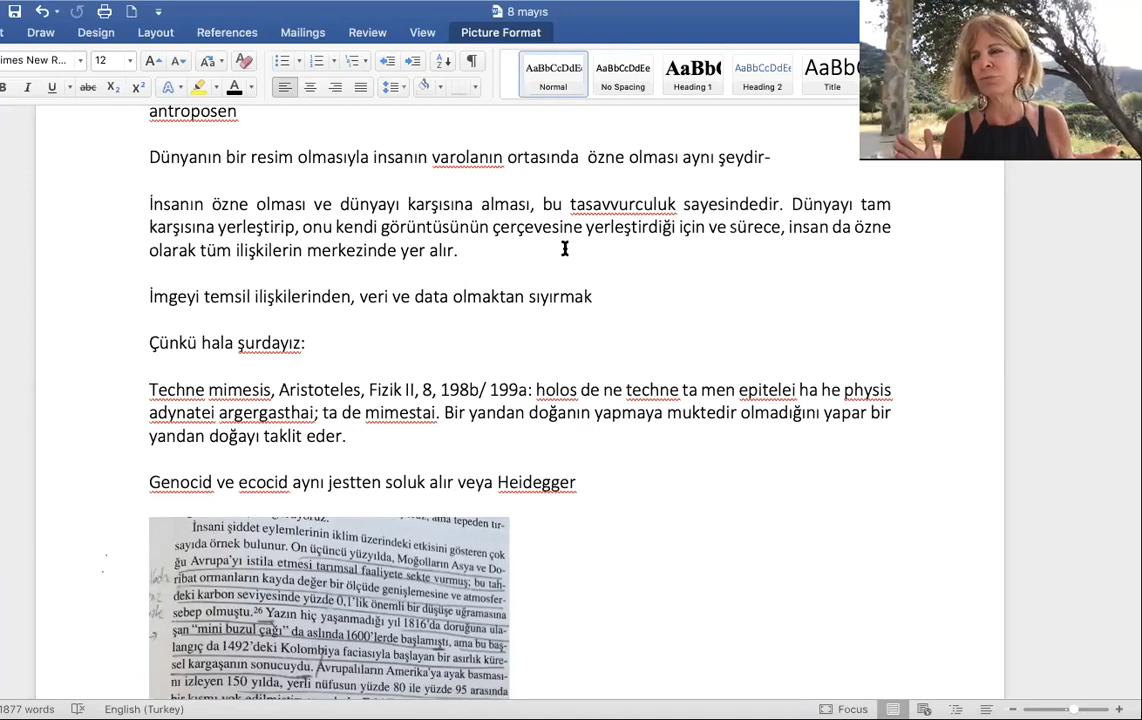 8 mayıs
Draw Design Layout References Mailings Review View Picture Format
imes New R... 12
AaBbCcDdE AaBbCcDdEe AaBbC AaBbCcDdE AaBb
Normal No Spacing Heading 1 Heading 2 Title
antroposen
Dünyanın bir resim olmasıyla insanın varolanın ortasında özne olması aynı şeydir-
İnsanın özne olması ve dünyayı karşısına alması, bu tasavvurculuk sayesindedir. Dünyayı tam
karşısına yerleştirip, onu kendi görüntüsünün çerçevesine yerleştirdiği için ve sürece, insan da özne
olarak tüm ilişkilerin merkezinde yer alır.
İmgeyi temsil ilişkilerinden, veri ve data olmaktan sıyırmak
Çünkü hala şurdayız:
Techne mimesis, Aristoteles, Fizik II, 8, 198b/ 199a: holos de ne techne ta men epitelei ha he physis
adynatei argergasthai; ta de mimestai. Bir yandan doğanın yapmaya muktedir olmadığını yapar bir
yandan doğayı taklit eder.
Genocid ve ecocid aynı jestten soluk alır veya Heidegger
ama tepeden tır-
İnsani şiddet eylemlerinin iklim üzerindeki etkisini gösteren çok
sayıda örnek bulunur. On üçüncü yüzyılda, Moğolların Asya ve Do-
ğu Avrupa'yı istila etmesi tarımsal faaliyete sekte vurmuş; bu tah-
ribat ormanların kayda değer bir ölçüde genişlemesine ve atmosfer-
deki karbon seviyesinde yüzde 0,1'lik önemli bir düşüşe uğramasına
sebep olmuştu.26 Yazın hiç yaşanmadığı yıl 1816'da doruğuna ula-
şan "mini buzul çağı" da aslında 1600'lerde başlamıştı, ama bu baş-
langıç da 1492'deki Kolombiya faciasıyla başlayan bir asırlık küre-
sel kargaşanın sonucuydu. Avrupalıların Amerika'ya ayak basması-
nı izleyen 150 yılda, yerli nüfusun yüzde 80 ile yüzde 95 arasında
1877 words English (Turkey) Focus